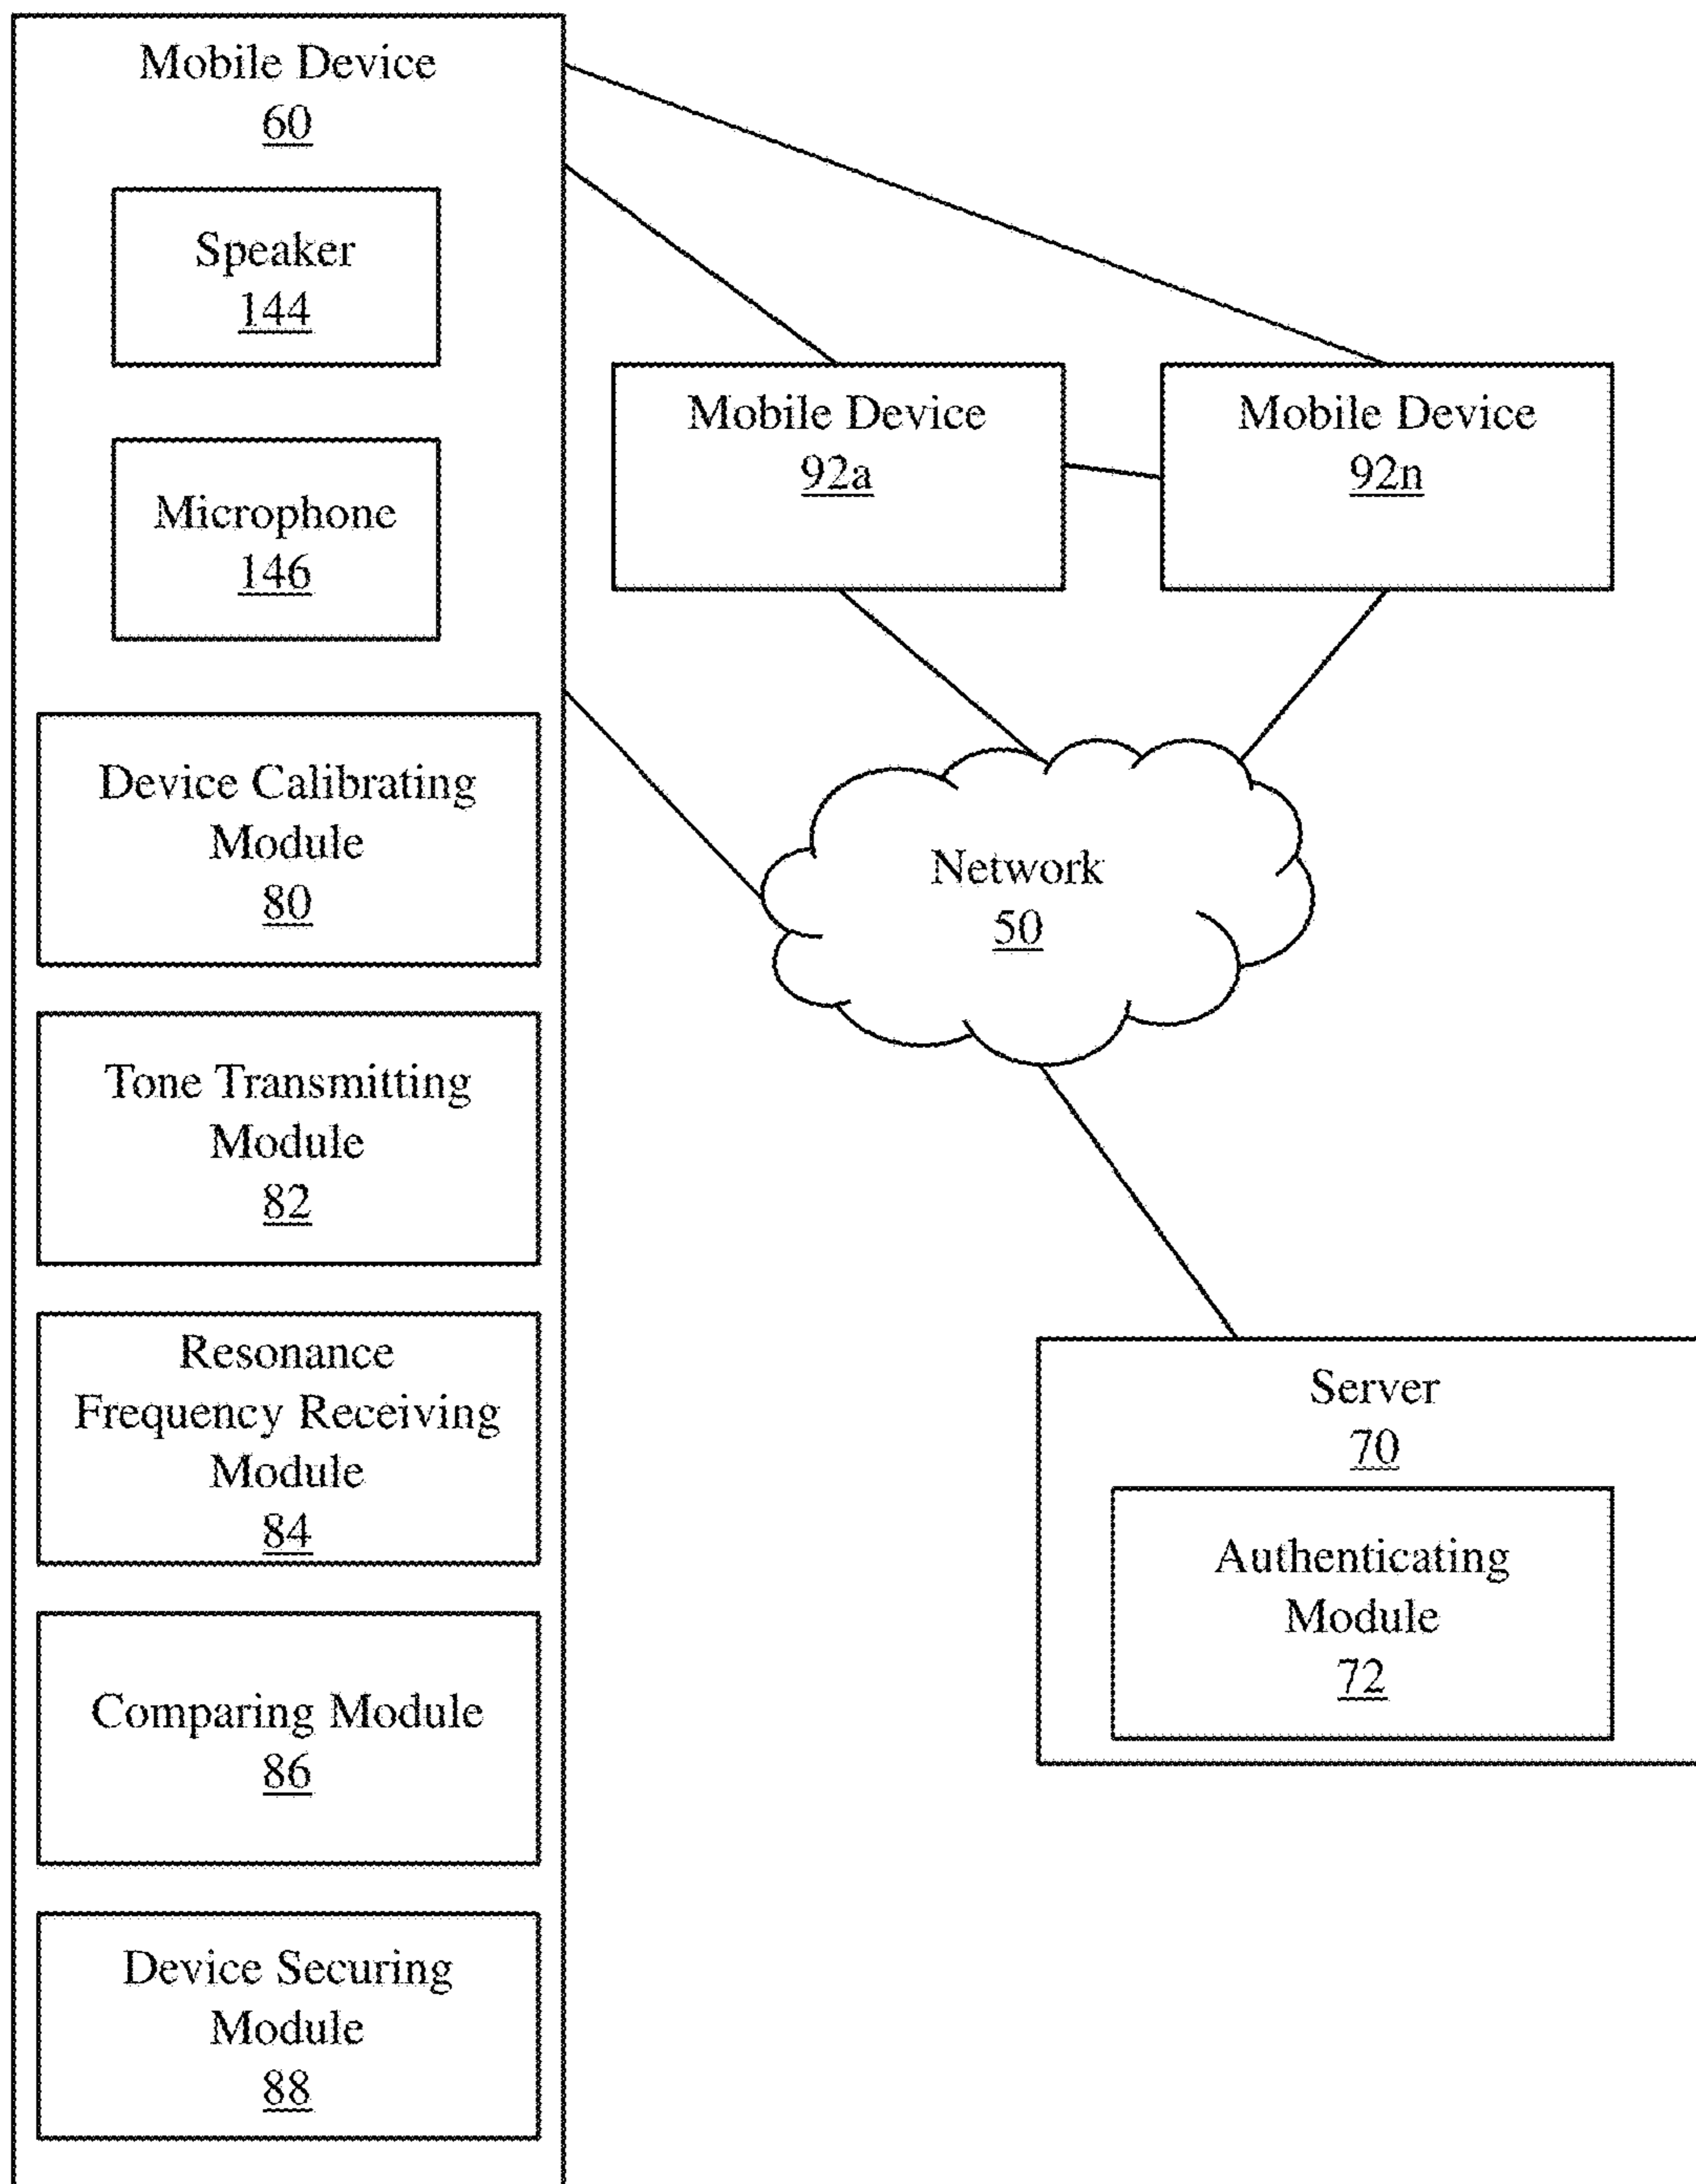 Mobile Device
60
Speaker
144
Microphone
146
Device Calibrating
Module
80
Tone Transmitting
Module
82
Resonance
Frequency Receiving
Module
84
Comparing Module
86
Device Securing
Module
88
Mobile Device
92a
Mobile Device
92n
Network
50
Server
70
Authenticating
Module
72